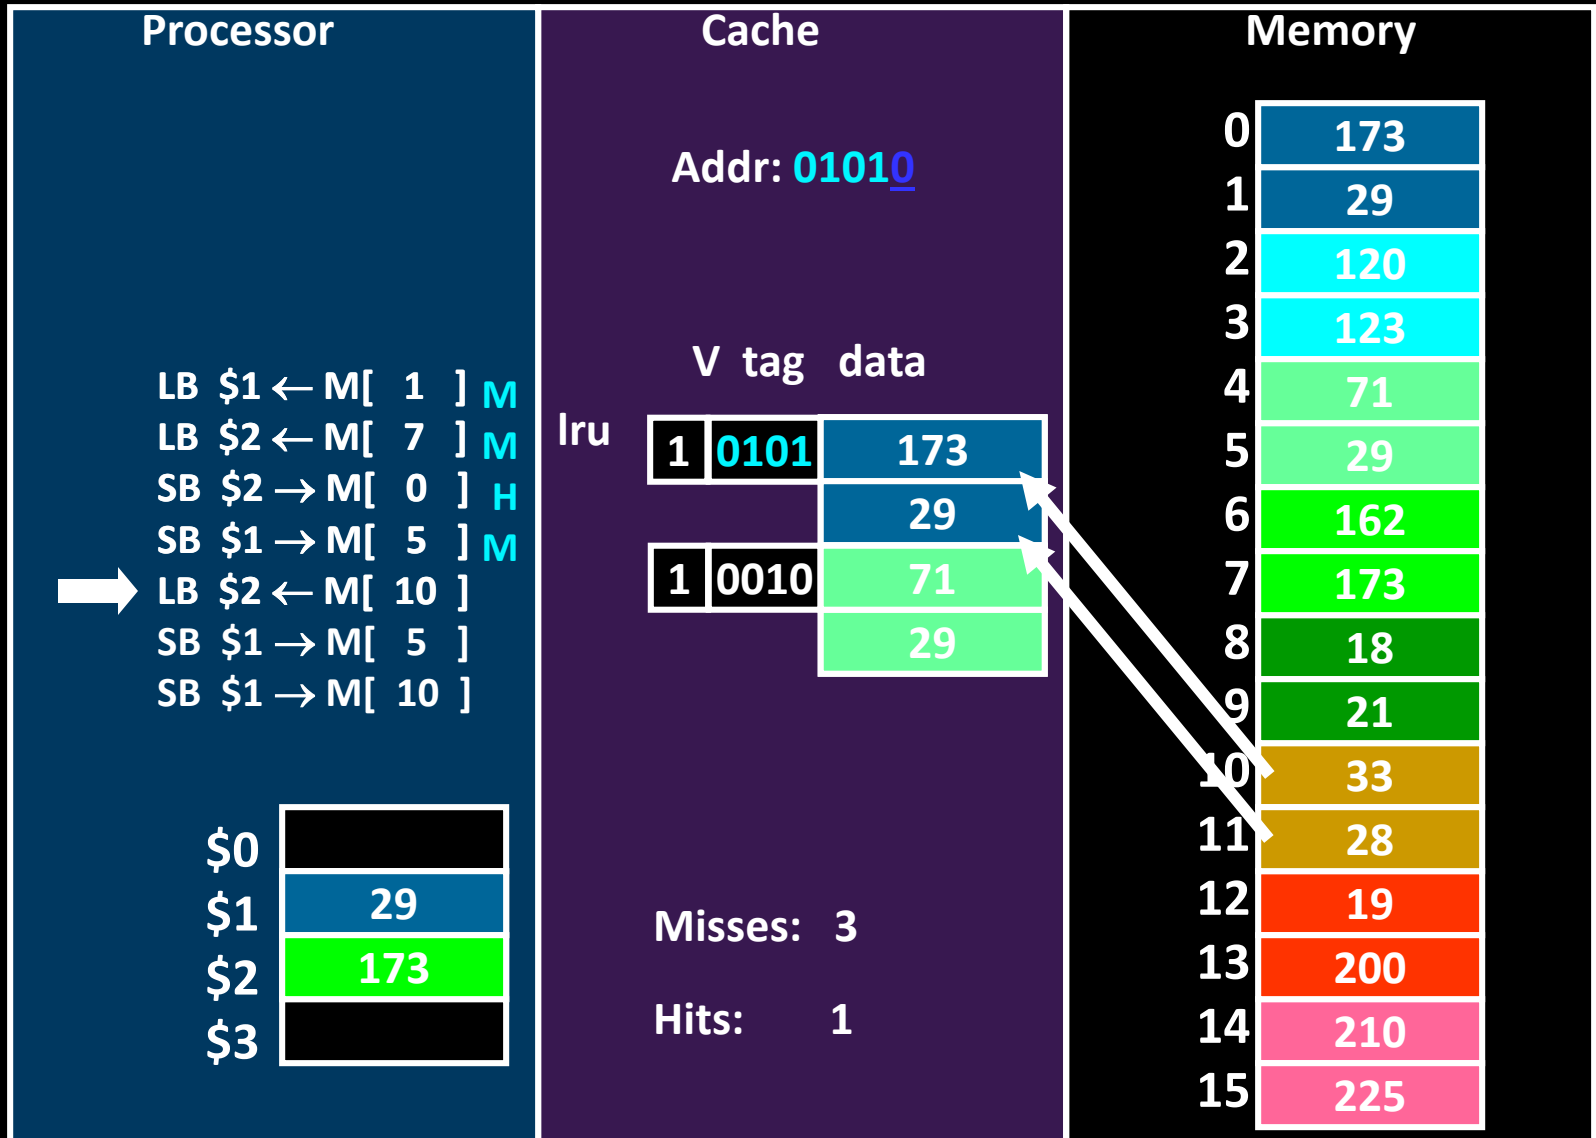 Processor
LB $1 ← M[ 1 ] M
LB $2 ← M[ 7 ] M
SB $2 → M[ 0 ] H
SB $1 → M[ 5 ] M
LB $2 ← M[ 10 ]
SB $1 → M[ 5 ]
SB $1 → M[ 10 ]
$0
$1 29
$2 173
$3
Cache
Addr: 01010
V tag data
lru 1 0101 173
29
1 0010 71
29
Misses: 3
Hits: 1
Memory
0 173
1 29
2 120
3 123
4 71
5 29
6 162
7 173
8 18
9 21
10 33
11 28
12 19
13 200
14 210
15 225